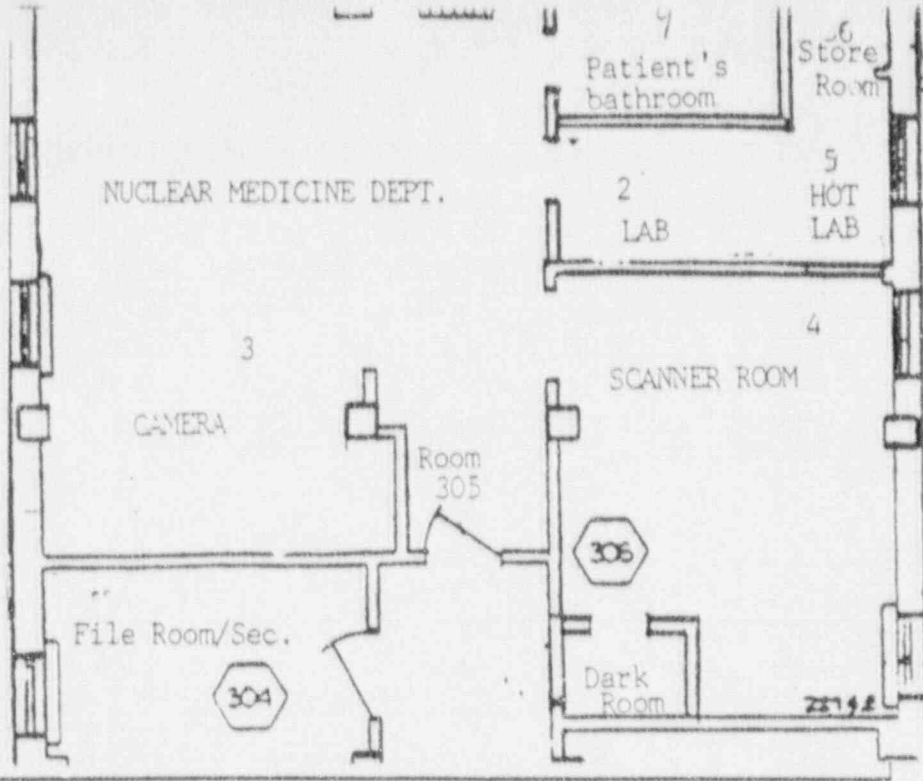 Patient's
bathroom
Store
Room
NUCLEAR MEDICINE DEPT.
2
LAB
5
HOT
LAB
3
CAMERA
4
SCANNER ROOM
Room
305
306
File Room/Sec.
304
Dark
Room